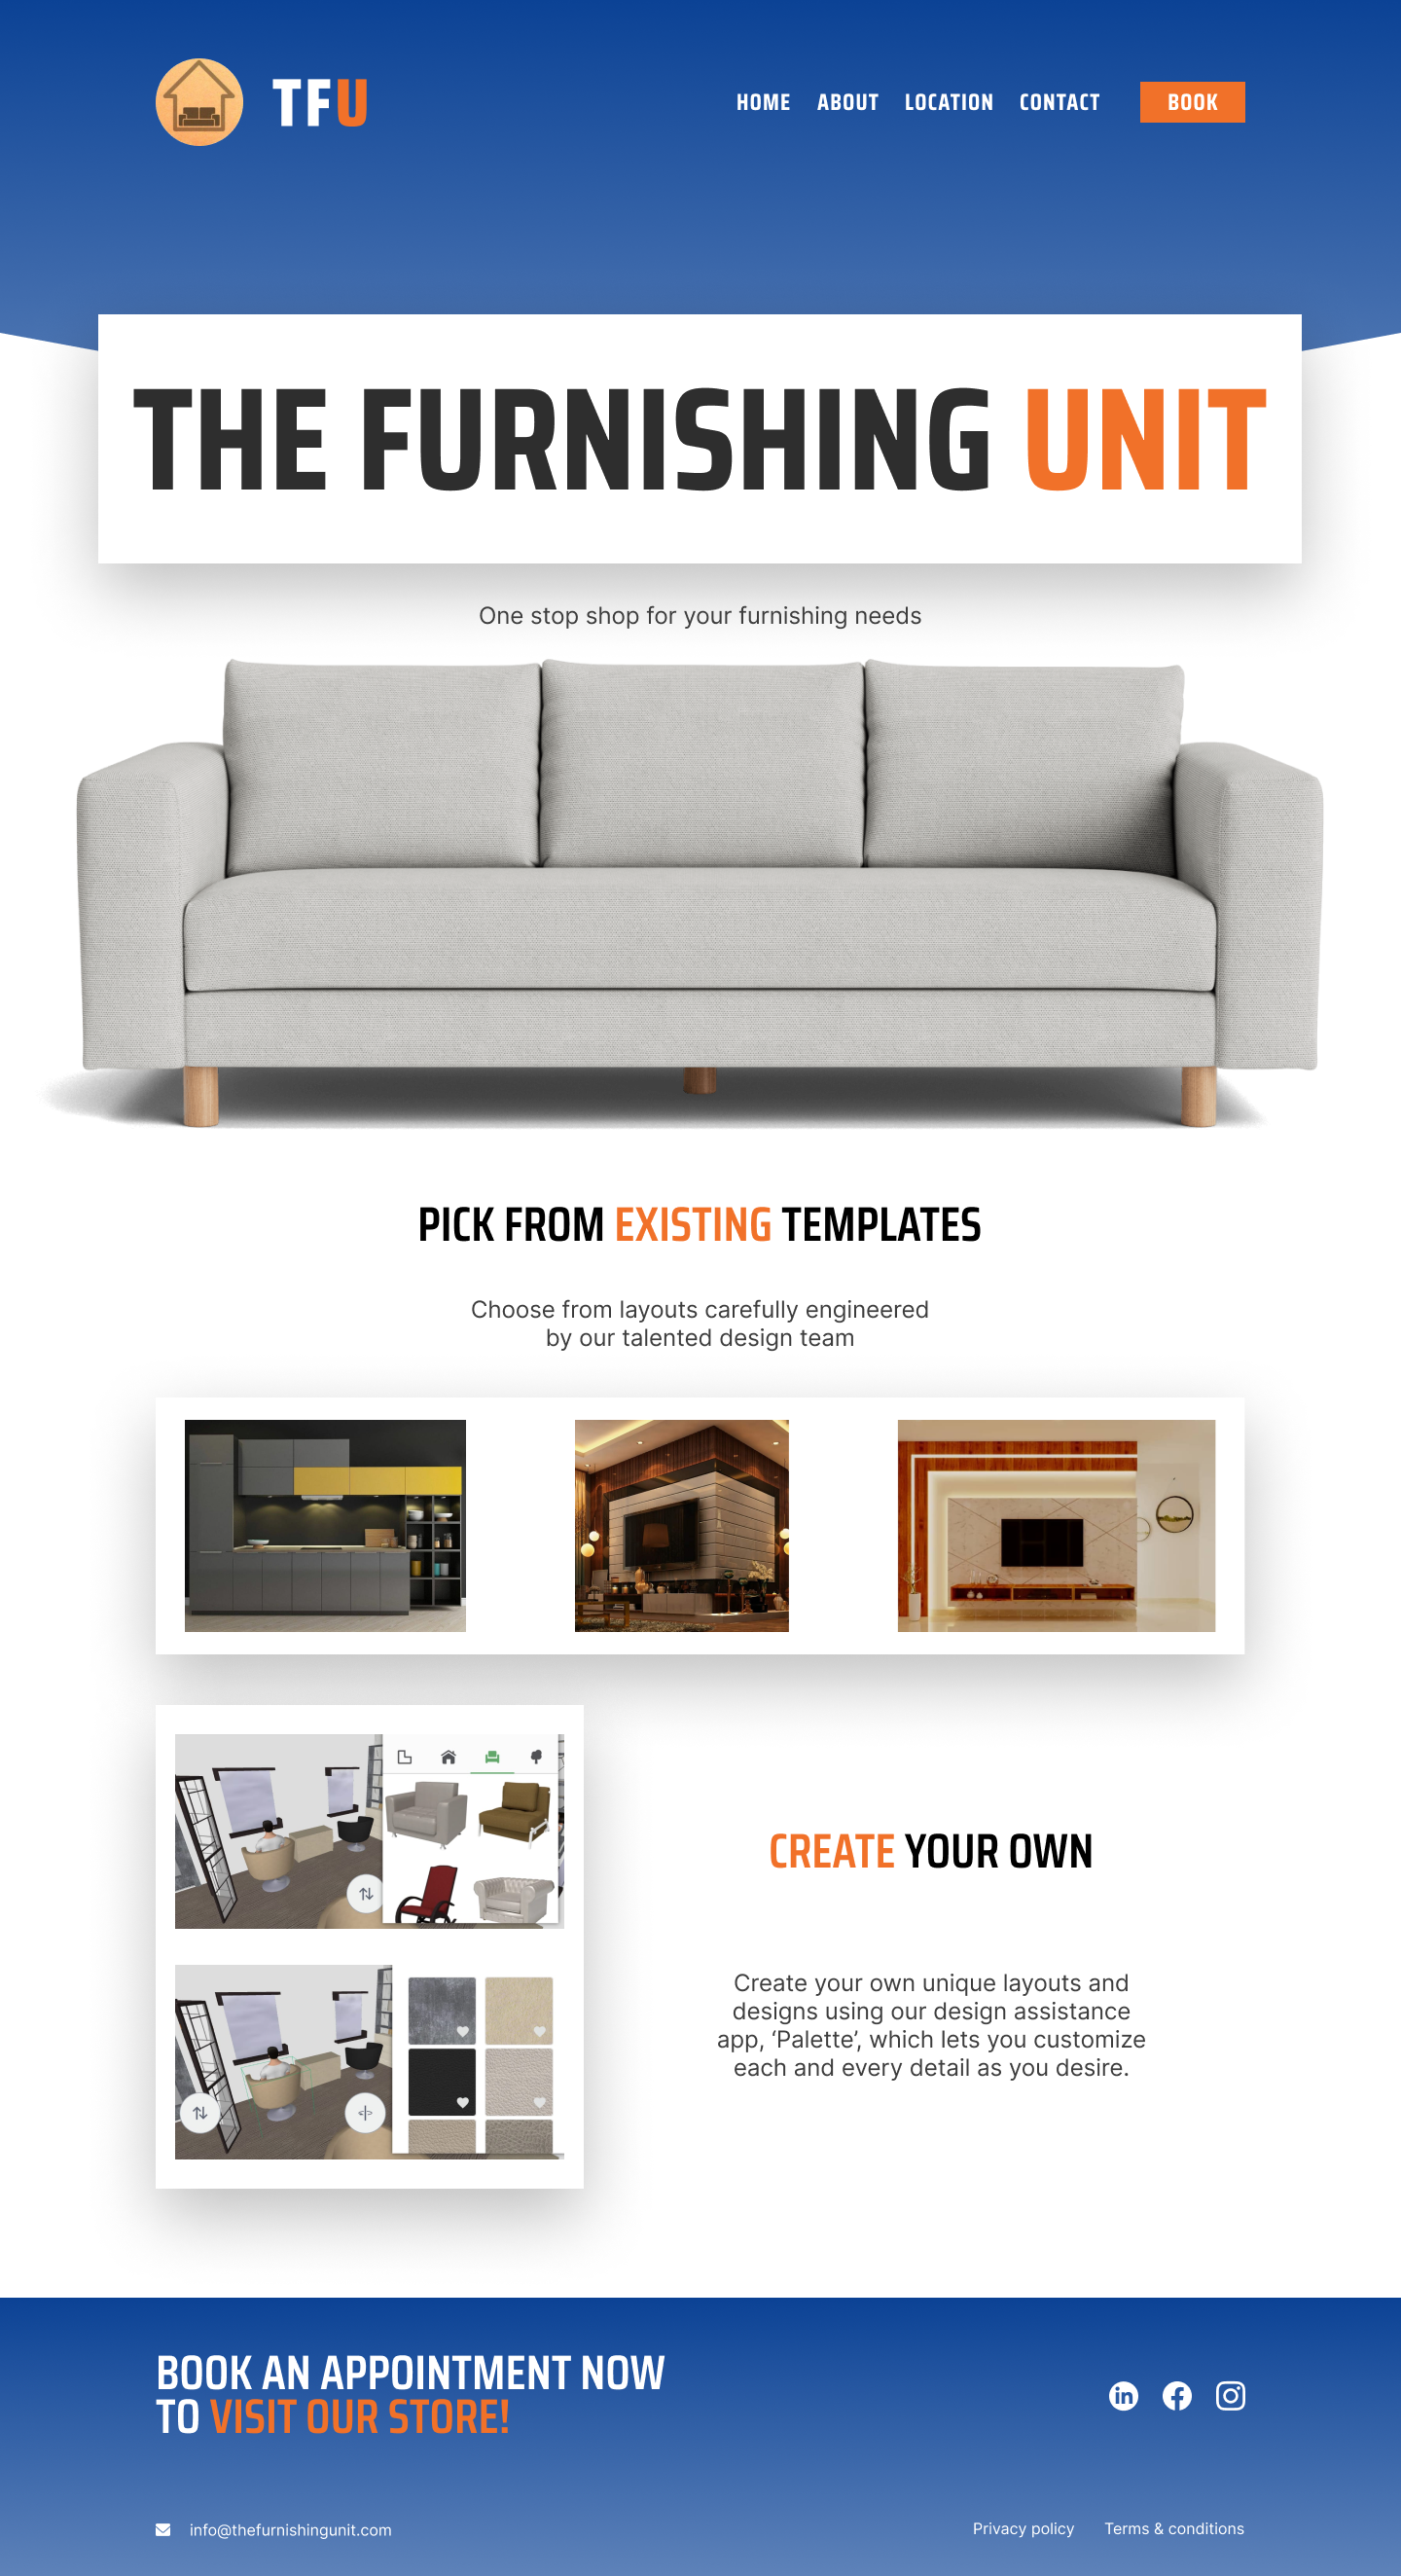 TFU
HOME ABOUT LOCATION CONTACT BOOK
THE FURNISHING UNIT
One stop shop for your furnishing needs
PICK FROM EXISTING TEMPLATES
Choose from layouts carefully engineered
by our talented design team
CREATE YOUR OWN
Create your own unique layouts and
designs using our design assistance
app, ‘Palette’, which lets you customize
each and every detail as you desire.
BOOK AN APPOINTMENT NOW
TO VISIT OUR STORE!
in
info@thefurnishingunit.com
Privacy policy Terms & conditions